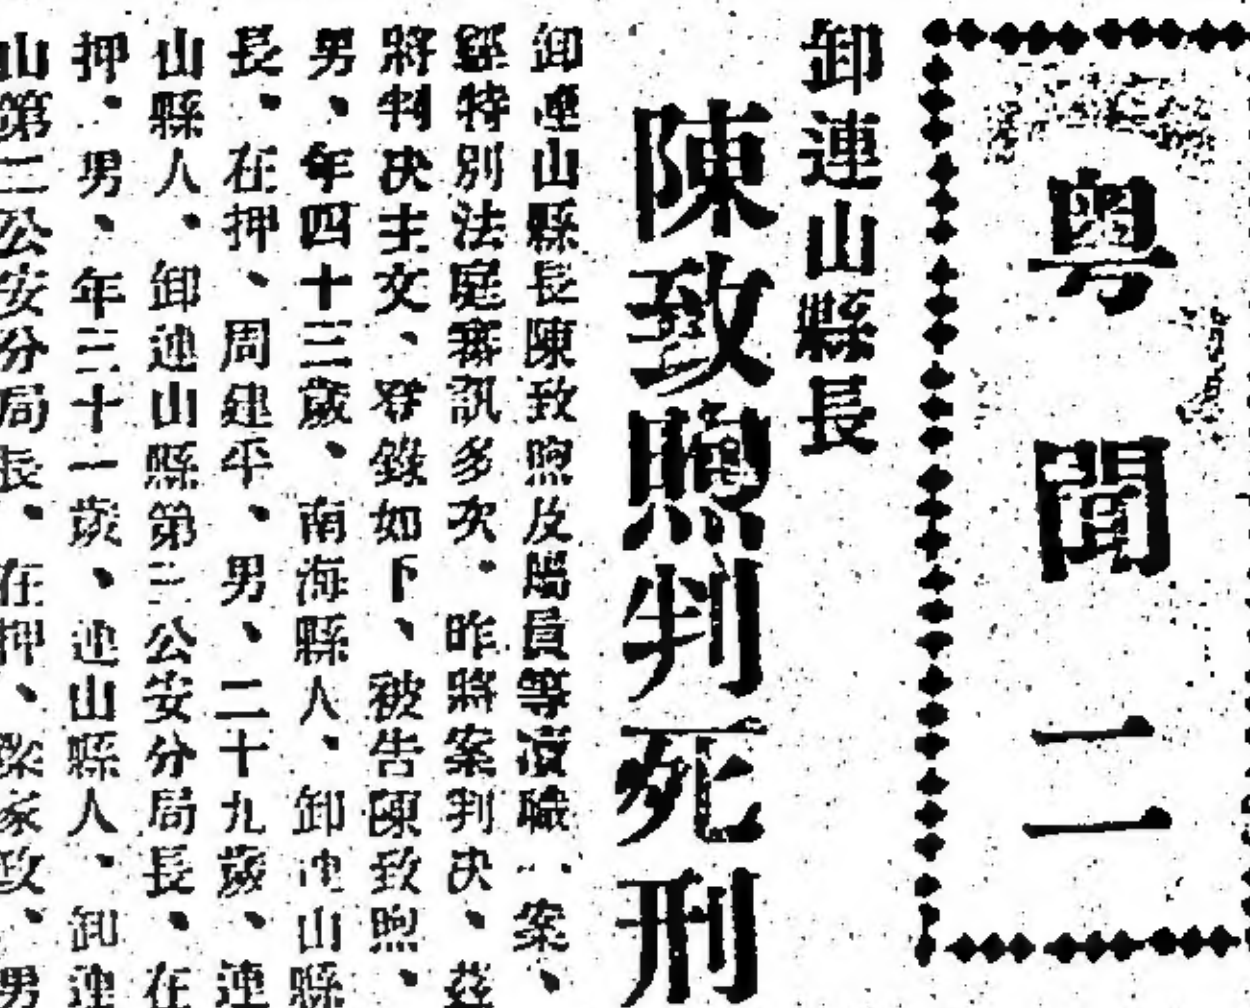 粤聞二
卸連山縣長
陳致煦判死刑
卸連山縣長陳致煦及屬員等瀆職一案、
經特別法庭審訊多次、昨將案判决、茲
將判决主文、錄如下、被告陳致煦、
男、年四十三歲、南海縣人、卸連山縣
長、在押、周建平、男、二十九歲、連
山縣人、卸連山縣第三公安分局長、在
押、男、年三十一歲、連山縣人、卸連
山第二公安分局長、在押、梁家政、男